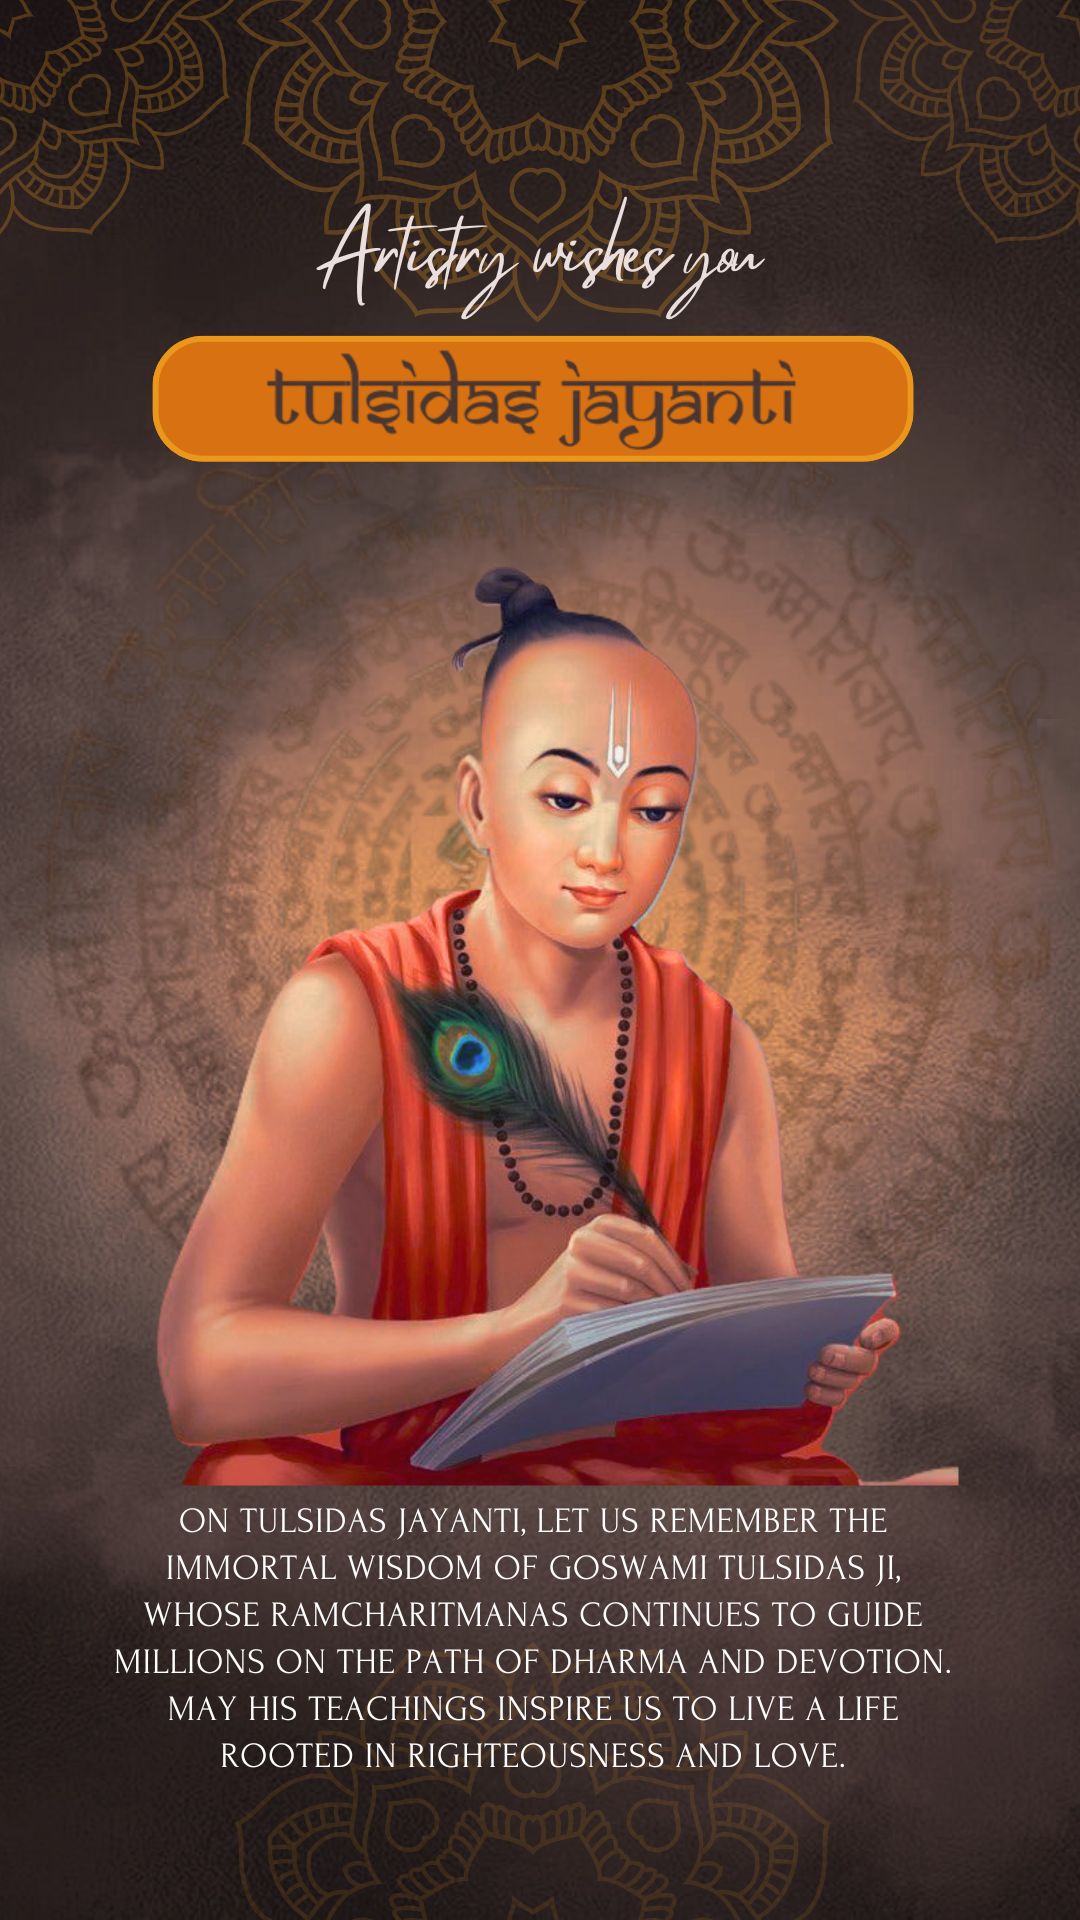 Artistry wishes you
tulsidas jayanti
ॐ नमः शिवाय
ON TULSIDAS JAYANTI, LET US REMEMBER THE
IMMORTAL WISDOM OF GOSWAMI TULSIDAS JI,
WHOSE RAMCHARITMANAS CONTINUES TO GUIDE
MILLIONS ON THE PATH OF DHARMA AND DEVOTION.
MAY HIS TEACHINGS INSPIRE US TO LIVE A LIFE
ROOTED IN RIGHTEOUSNESS AND LOVE.